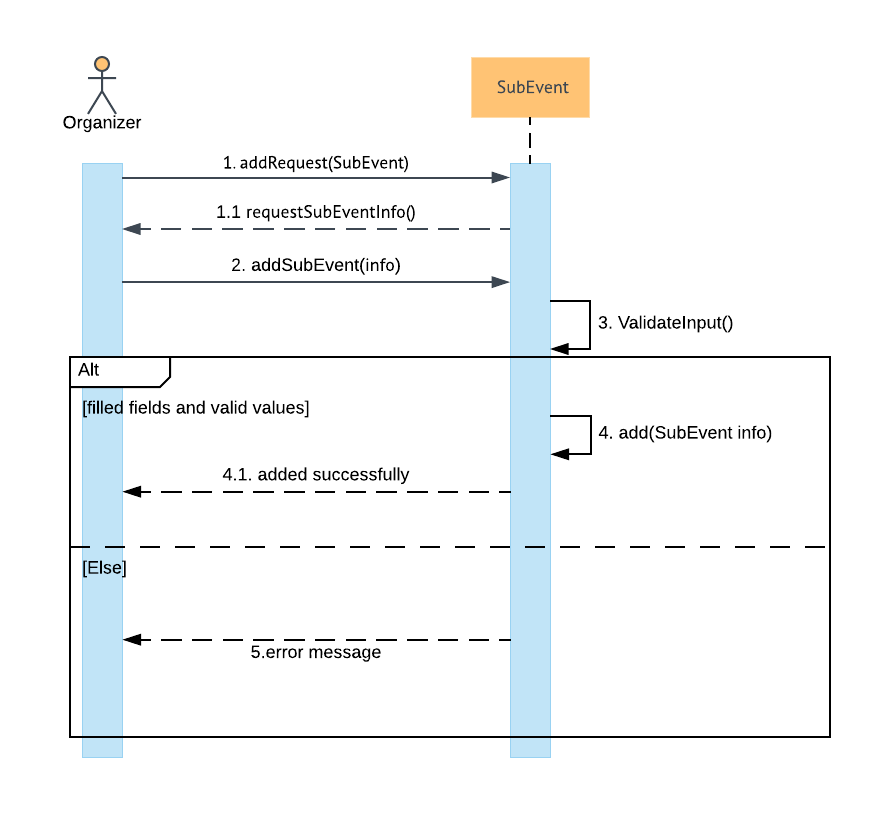 SubEvent
Organizer
1. addRequest(SubEvent)
1.1 requestSubEventInfo()
2. addSubEvent(info)
3. ValidateInput()
Alt
[filled fields and valid values]
4. add(SubEvent info)
4.1. added successfully
[Else]
5.error message